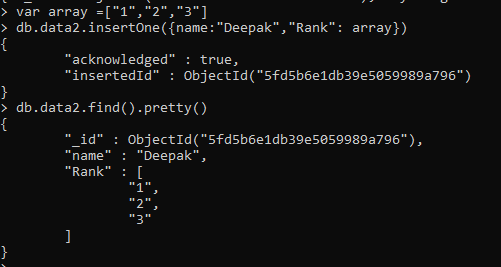 > var array =["1","2","3"]
> db.data2.insertOne({name:"Deepak","Rank": array})
{
        "acknowledged" : true,
        "insertedId" : ObjectId("5fd5b6e1db39e5059989a796")
}
> db.data2.find().pretty()
{
        "_id" : ObjectId("5fd5b6e1db39e5059989a796"),
        "name" : "Deepak",
        "Rank" : [
                "1",
                "2",
                "3"
        ]
}